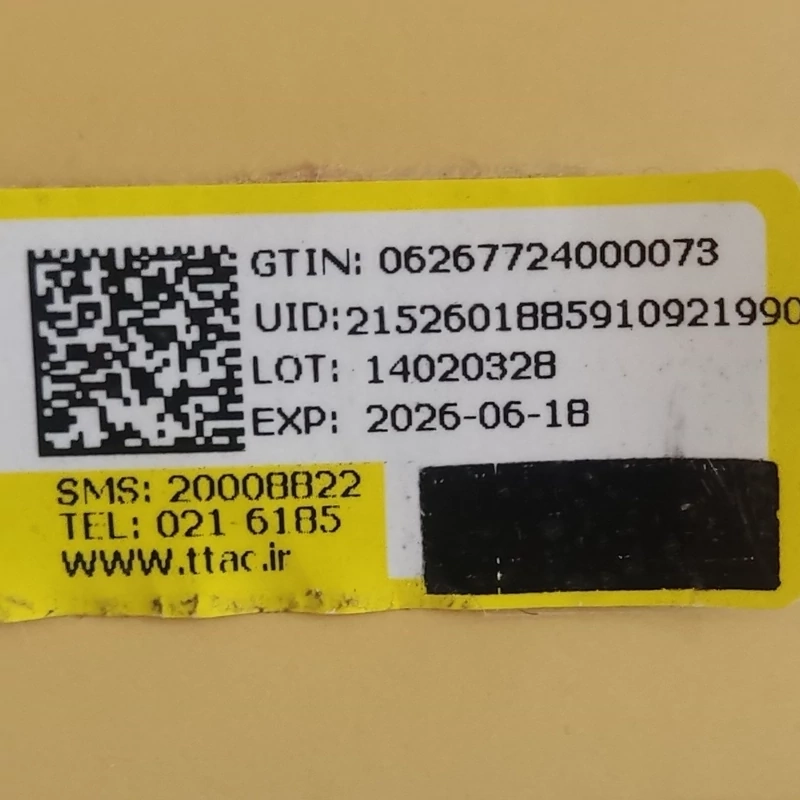 GTIN: 06267724000073
UID:2152601885910921990
LOT: 14020328
EXP: 2026-06-18
SMS: 20008822
TEL: 021 6185
www.ttac.ir